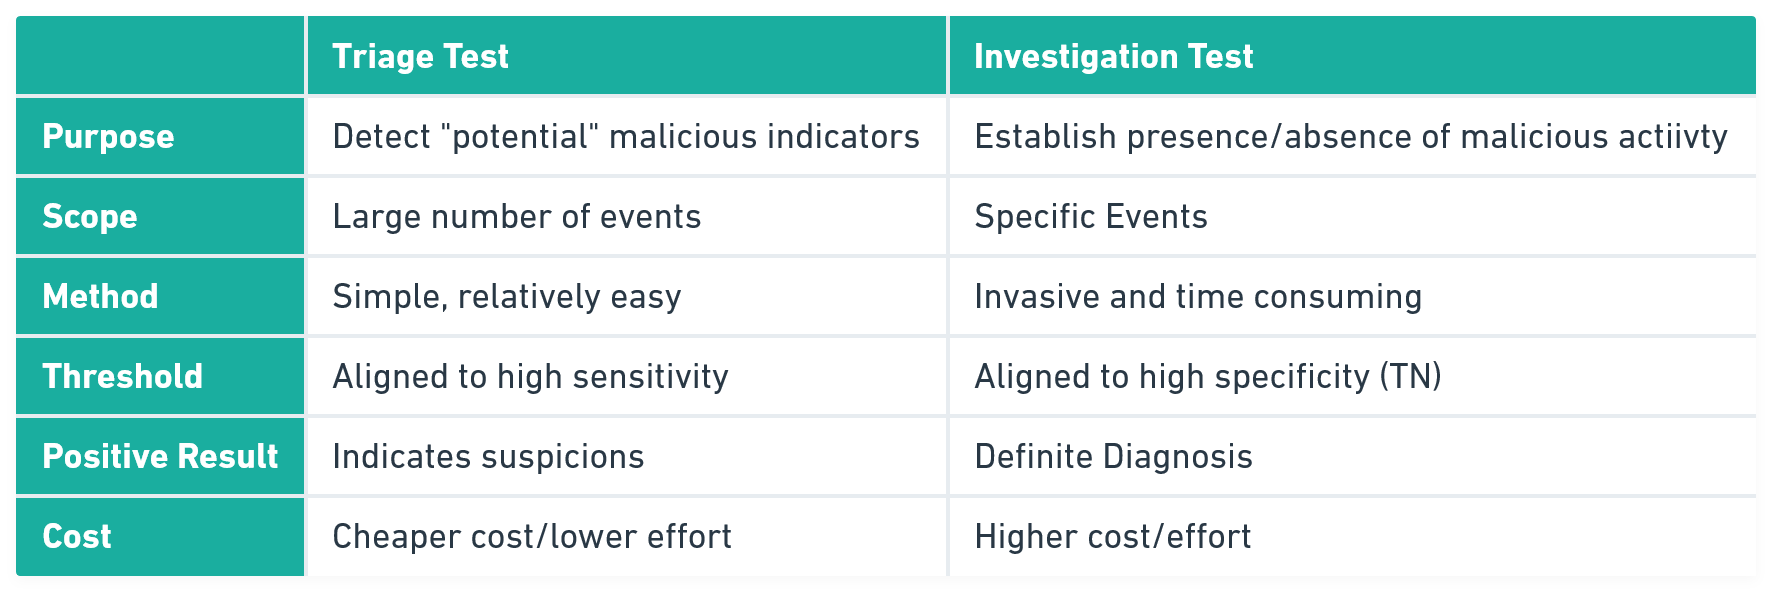 Triage Test Investigation Test
Purpose Detect "potential" malicious indicators Establish presence/absence of malicious actiivty
Scope Large number of events Specific Events
Method Simple, relatively easy Invasive and time consuming
Threshold Aligned to high sensitivity Aligned to high specificity (TN)
Positive Result Indicates suspicions Definite Diagnosis
Cost Cheaper cost/lower effort Higher cost/effort